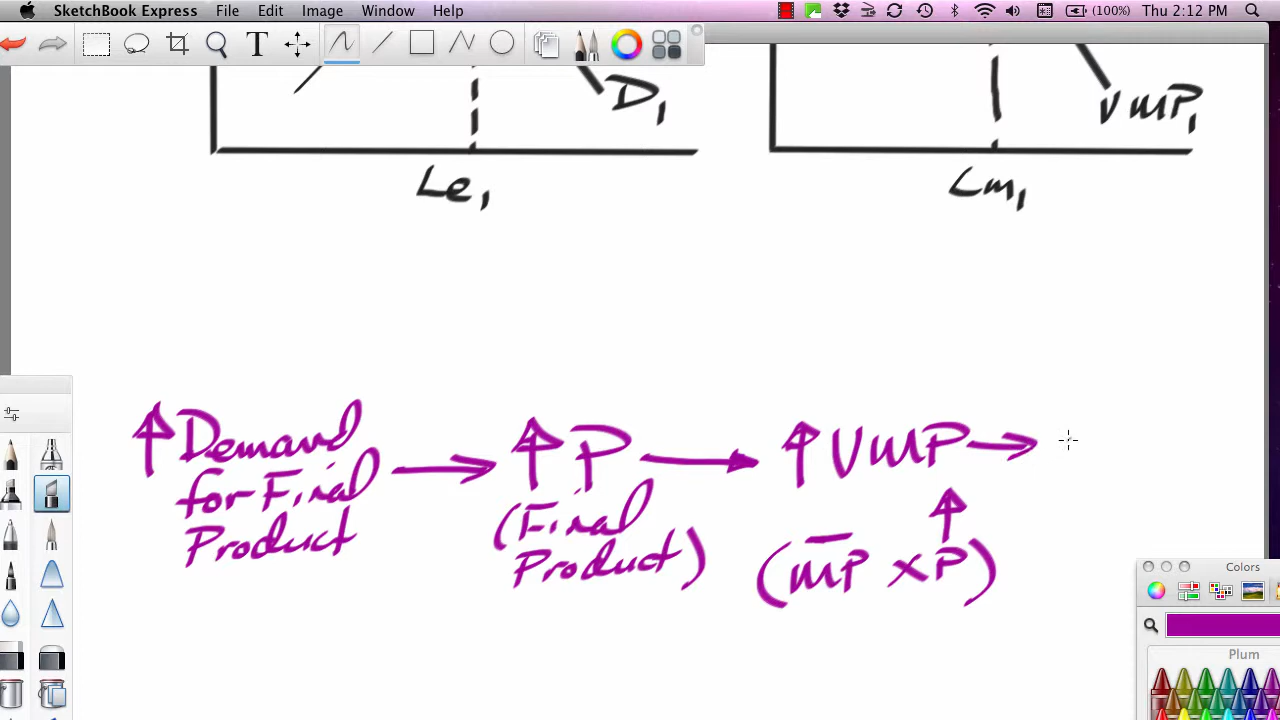 SketchBook Express File Edit Image Window Help (100%) Thu 2:12 PM
T
D1
VMP1
Le1
Lm1
↑ Demand → ↑ P → ↑ VMP →
for Final
Product
(Final
Product)
↑
(M̅P̅ x P)
Colors
Plum